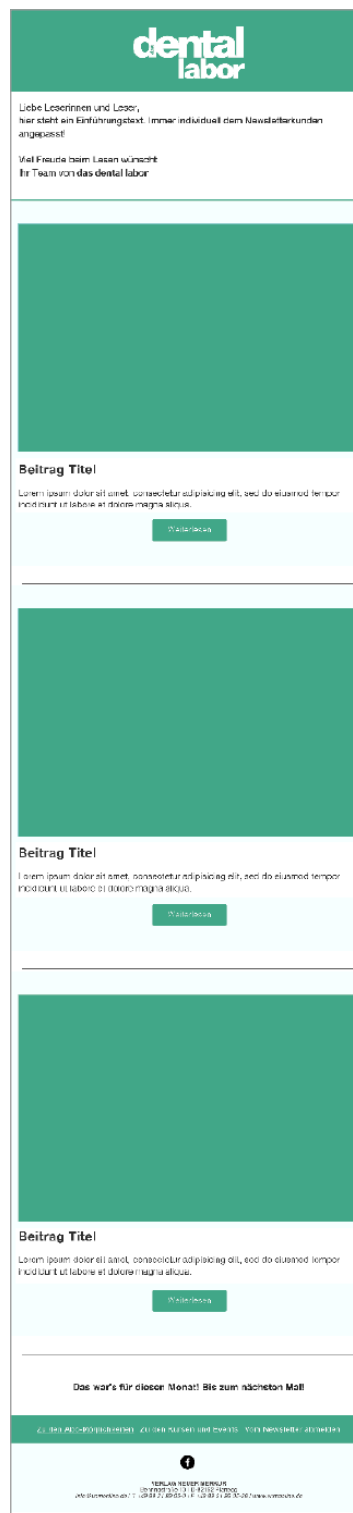 dental
labor
Liebe Leserinnen und Leser,
hier steht ein Einführungstext. Immer individuell dem Newsletterkunden
angepasst!
Viel Freude beim Lesen wünscht
Ihr Team von das dental labor
Beitrag Titel
Lorem ipsum dolor sit amet, consectetur adipisicing elit, sed do eiusmod tempor
incididunt ut labore et dolore magna aliqua.
Weiterlesen
Beitrag Titel
Lorem ipsum dolor sit amet, consectetur adipisicing elit, sed do eiusmod tempor
incididunt ut labore et dolore magna aliqua.
Weiterlesen
Beitrag Titel
Lorem ipsum dolor sit amet, consectetur adipisicing elit, sed do eiusmod tempor
incididunt ut labore et dolore magna aliqua.
Weiterlesen
Das war's für diesen Monat! Bis zum nächsten Mal!
Zu den Abo-Möglichkeiten Zu den Kursen und Events Vom Newsletter abmelden
VERLAG NEUER MERKUR